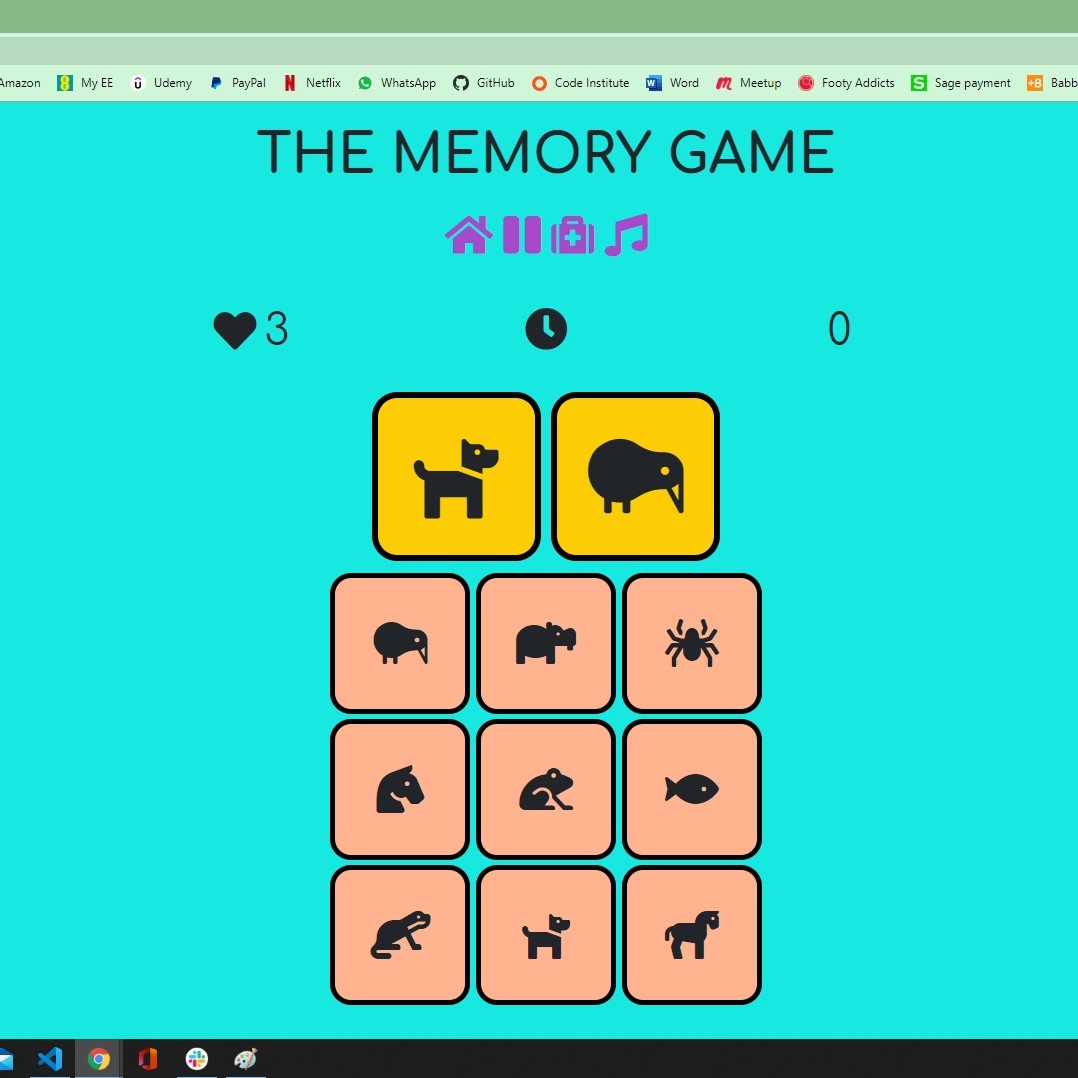 Amazon My EE Udemy PayPal Netflix WhatsApp GitHub Code Institute Word Meetup Footy Addicts Sage payment Babb
THE MEMORY GAME
3 0